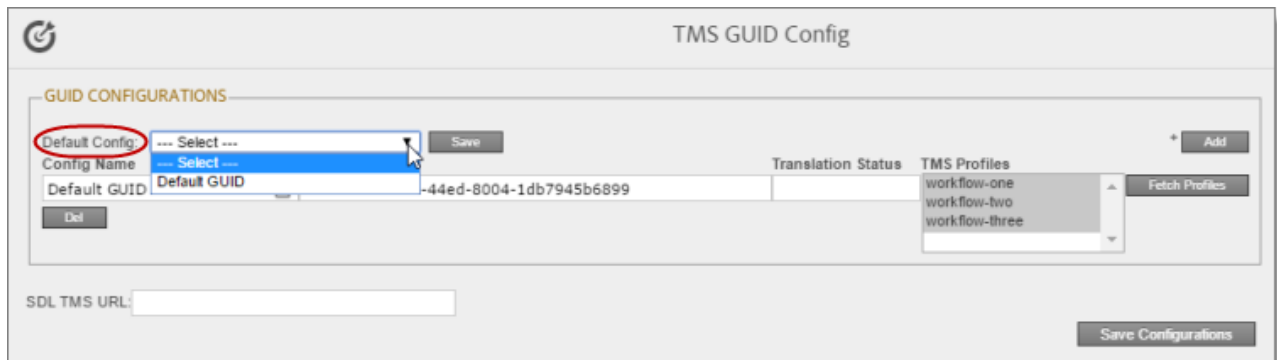 TMS GUID Config
GUID CONFIGURATIONS
Default Config: --- Select --- Save * Add
Config Name --- Select --- Translation Status TMS Profiles
Default GUID Default GUID -44ed-8004-1db7945b6899 workflow-one Fetch Profiles
workflow-two
Del workflow-three
SDL TMS URL:
Save Configurations